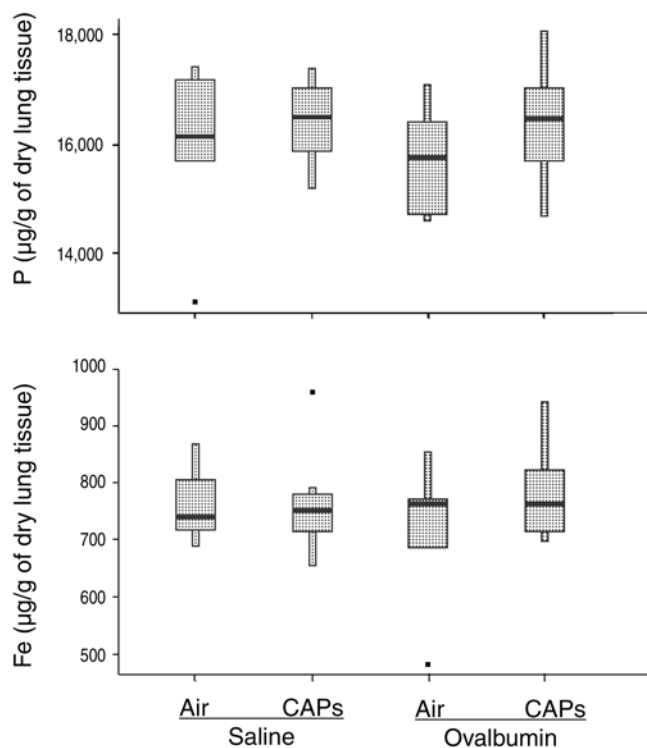 P (µg/g of dry lung tissue)
18,000
16,000
14,000
Fe (µg/g of dry lung tissue)
1000
900
800
700
600
500
Air CAPs Air CAPs
Saline Ovalbumin